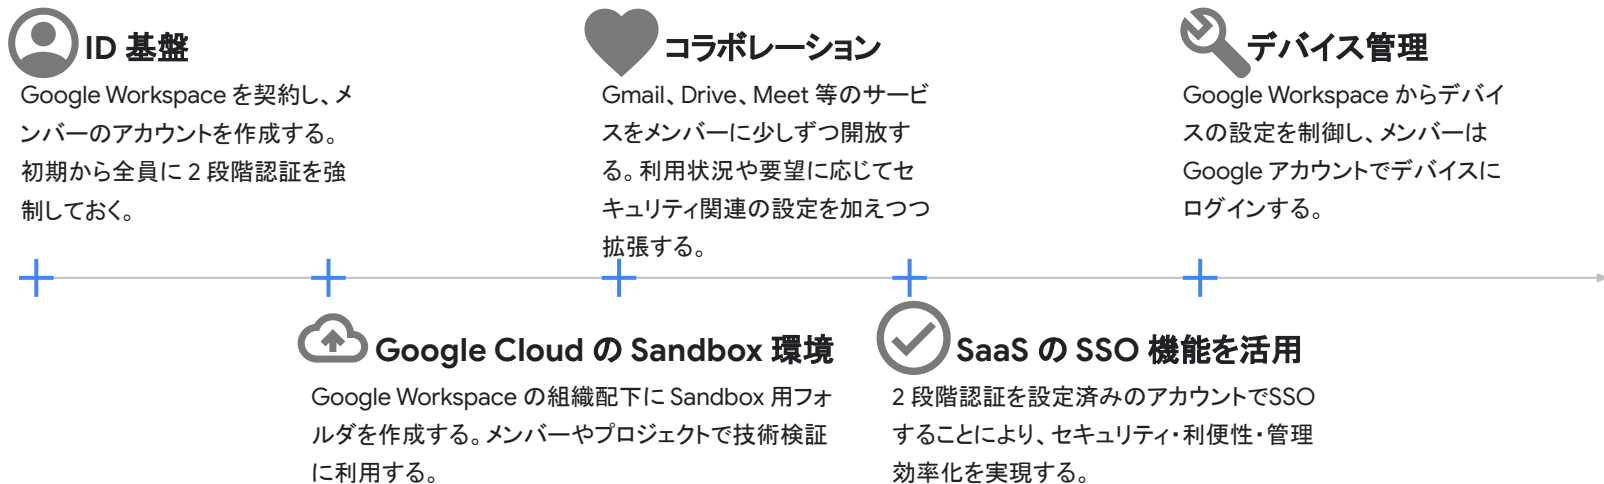 ID 基盤
Google Workspace を契約し、メ
ンバーのアカウントを作成する。
初期から全員に 2 段階認証を強
制しておく。
Google Cloud の Sandbox 環境
Google Workspace の組織配下に Sandbox 用フォ
ルダを作成する。メンバーやプロジェクトで技術検証
に利用する。
コラボレーション
Gmail、Drive、Meet 等のサービ
スをメンバーに少しずつ開放す
る。利用状況や要望に応じてセ
キュリティ関連の設定を加えつつ
拡張する。
SaaS の SSO 機能を活用
2 段階認証を設定済みのアカウントでSSO
することにより、セキュリティ・利便性・管理
効率化を実現する。
デバイス管理
Google Workspace からデバイ
スの設定を制御し、メンバーは
Google アカウントでデバイスに
ログインする。